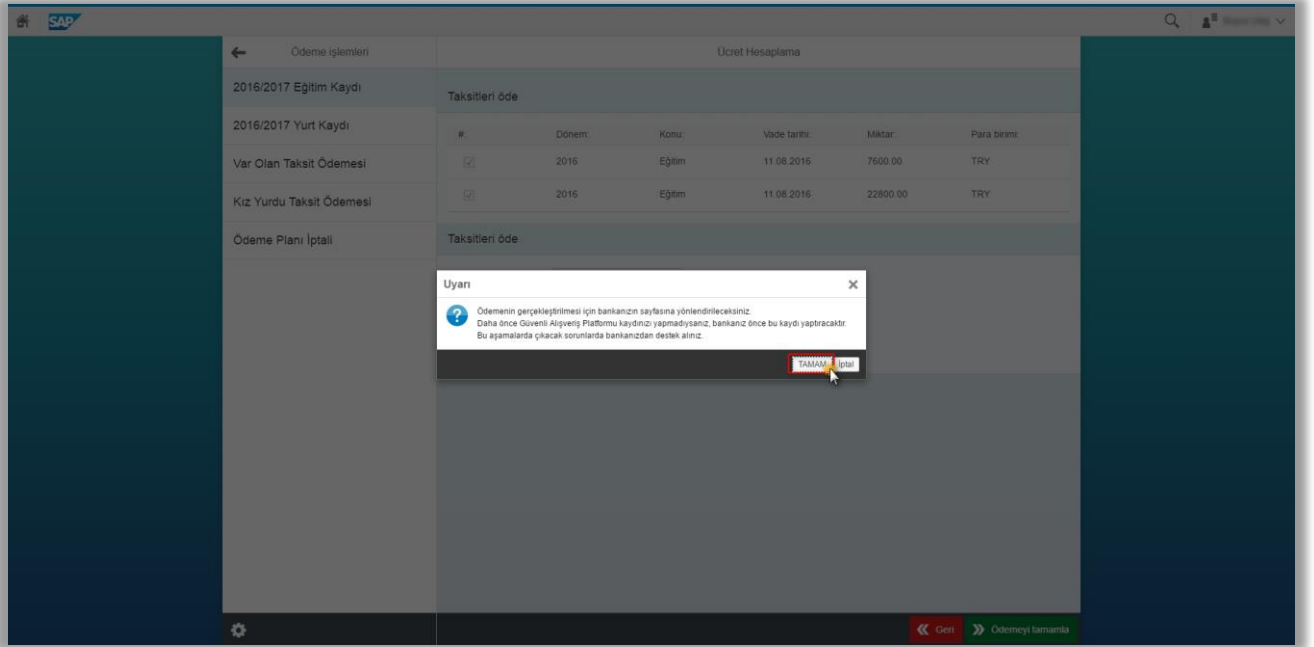 SAP
Ödeme işlemleri
Ücret Hesaplama
2016/2017 Eğitim Kaydı
2016/2017 Yurt Kaydı
Var Olan Taksit Ödemesi
Kız Yurdu Taksit Ödemesi
Ödeme Planı İptali
Taksitleri öde
#: Dönem: Konu: Vade tarihi: Miktar: Para birimi:
2016 Eğitim 11.08.2016 7600.00 TRY
2016 Eğitim 11.08.2016 22800.00 TRY
Taksitleri öde
Uyarı
Ödemenin gerçekleştirilmesi için bankanızın sayfasına yönlendirileceksiniz.
Daha önce Güvenli Alışveriş Platformu kaydınızı yapmadıysanız, bankanız önce bu kaydı yaptıracaktır.
Bu aşamalarda çıkacak sorunlarda bankanızdan destek alınız.
TAMAM İptal
Geri Ödemeyi tamamla